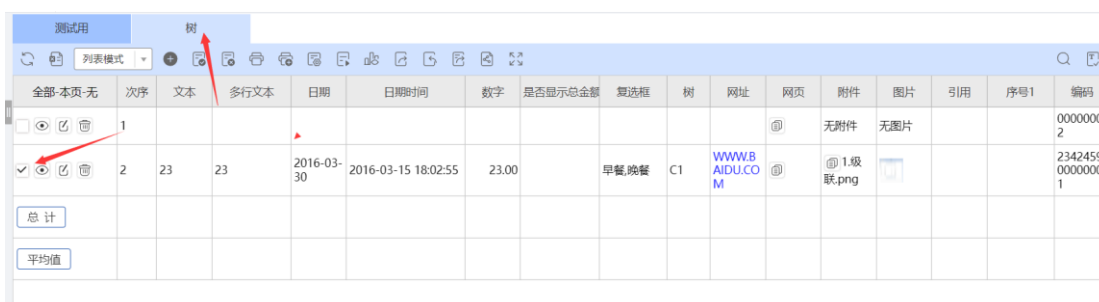 测试用 树
列表模式
全部-本页-无 次序 文本 多行文本 日期 日期时间 数字 是否显示总金额 复选框 树 网址 网页 附件 图片 引用 序号1 编码
1 无附件 无图片 0000000
2
2 23 23 2016-03-30 2016-03-15 18:02:55 23.00 早餐,晚餐 C1 WWW.BAIDU.COM 1.级联.png 2342459
0000000
1
总 计
平均值